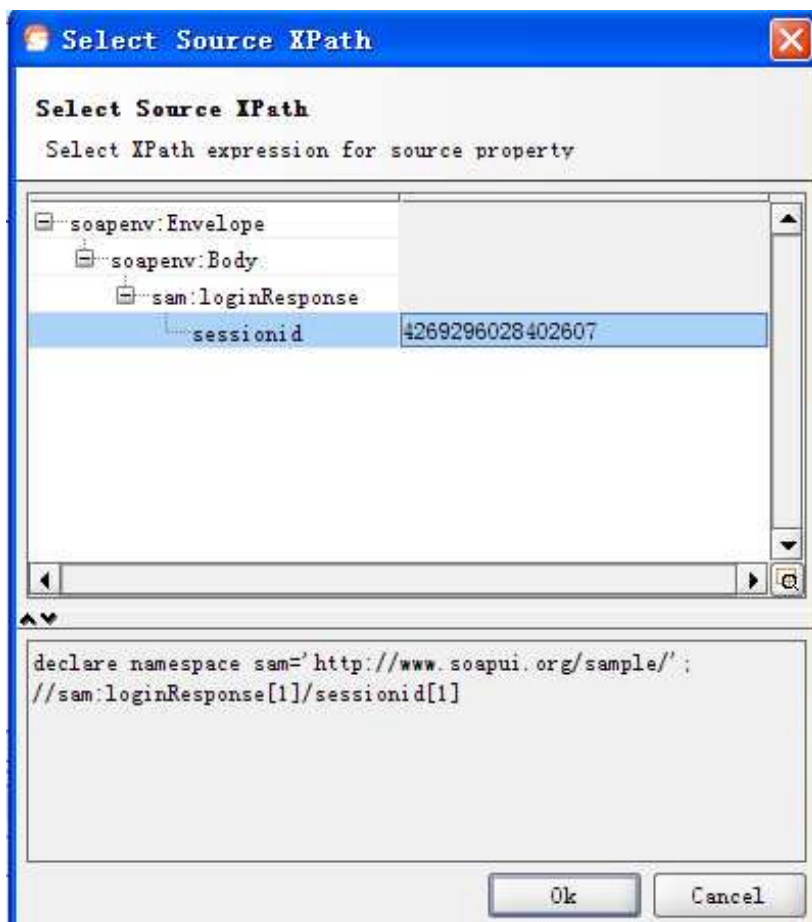 Select Source XPath
Select Source XPath
Select XPath expression for source property
soapenv:Envelope
soapenv:Body
sam:loginResponse
sessionid 4269296028402607
declare namespace sam='http://www.soapui.org/sample/';
//sam:loginResponse[1]/sessionid[1]
Ok Cancel